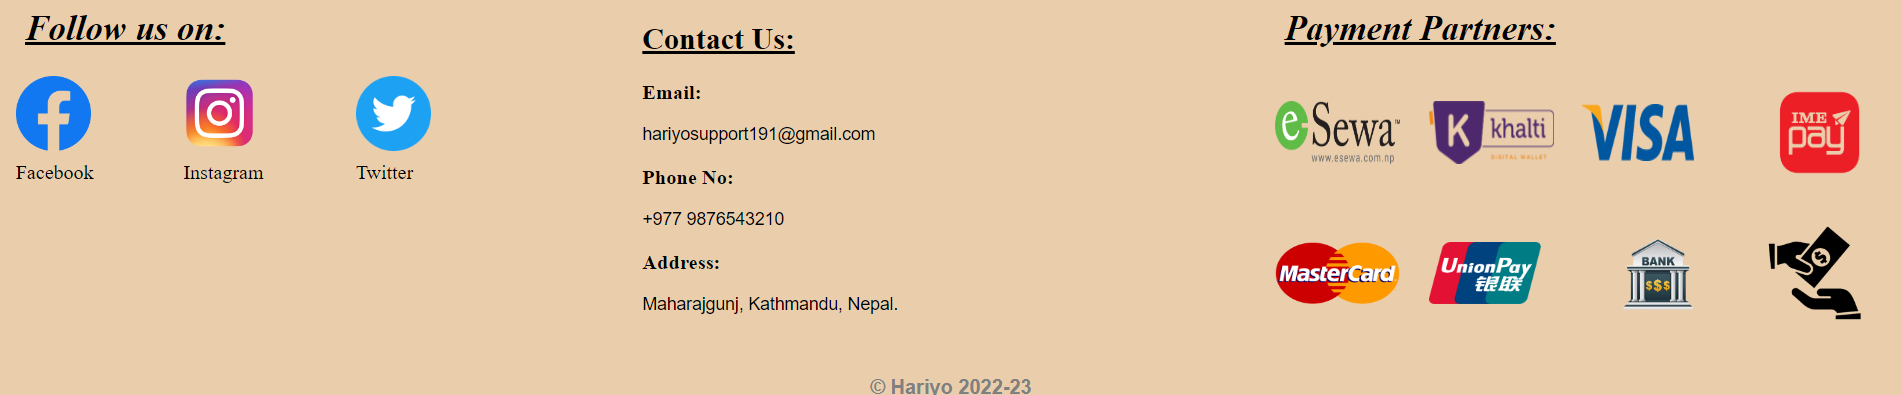 Follow us on:
Facebook
Instagram
Twitter
Contact Us:
Email:
hariyosupport191@gmail.com
Phone No:
+977 9876543210
Address:
Maharajgunj, Kathmandu, Nepal.
Payment Partners:
eSewa™
www.esewa.com.np
K khalti
DIGITAL WALLET
VISA
IME
pay
MasterCard
UnionPay
银联
BANK
$$$
$
© Hariyo 2022-23